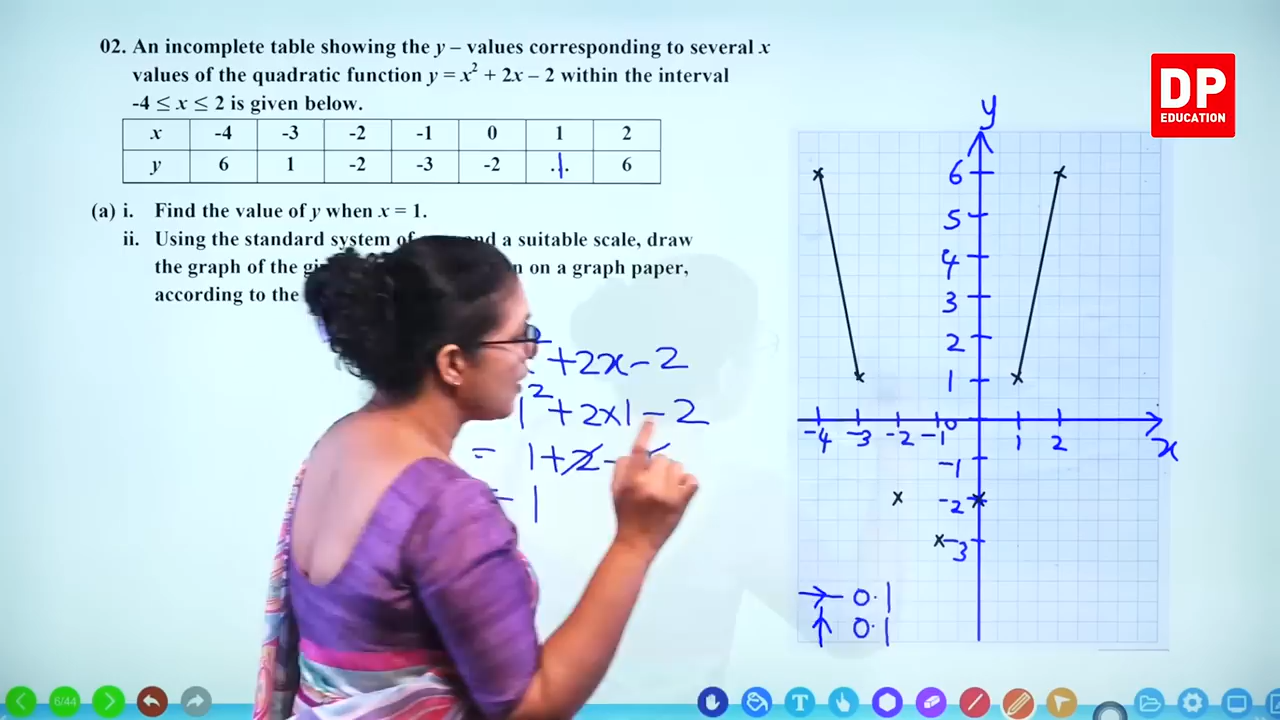 02. An incomplete table showing the y – values corresponding to several x
values of the quadratic function y = x² + 2x – 2 within the interval
-4 ≤ x ≤ 2 is given below.
x -4 -3 -2 -1 0 1 2
y 6 1 -2 -3 -2 .1. 6
(a) i. Find the value of y when x = 1.
ii. Using the standard system of and a suitable scale, draw
the graph of the on a graph paper,
according to the
² +2x-2
1² +2x1-2
= 1+2-
= 1
DP
EDUCATION
y
6
5
4
3
2
1
-4 -3 -2 -1 0 1 2
x
-1
-2
-3
→ 0.1
↑ 0.1
6/44
T